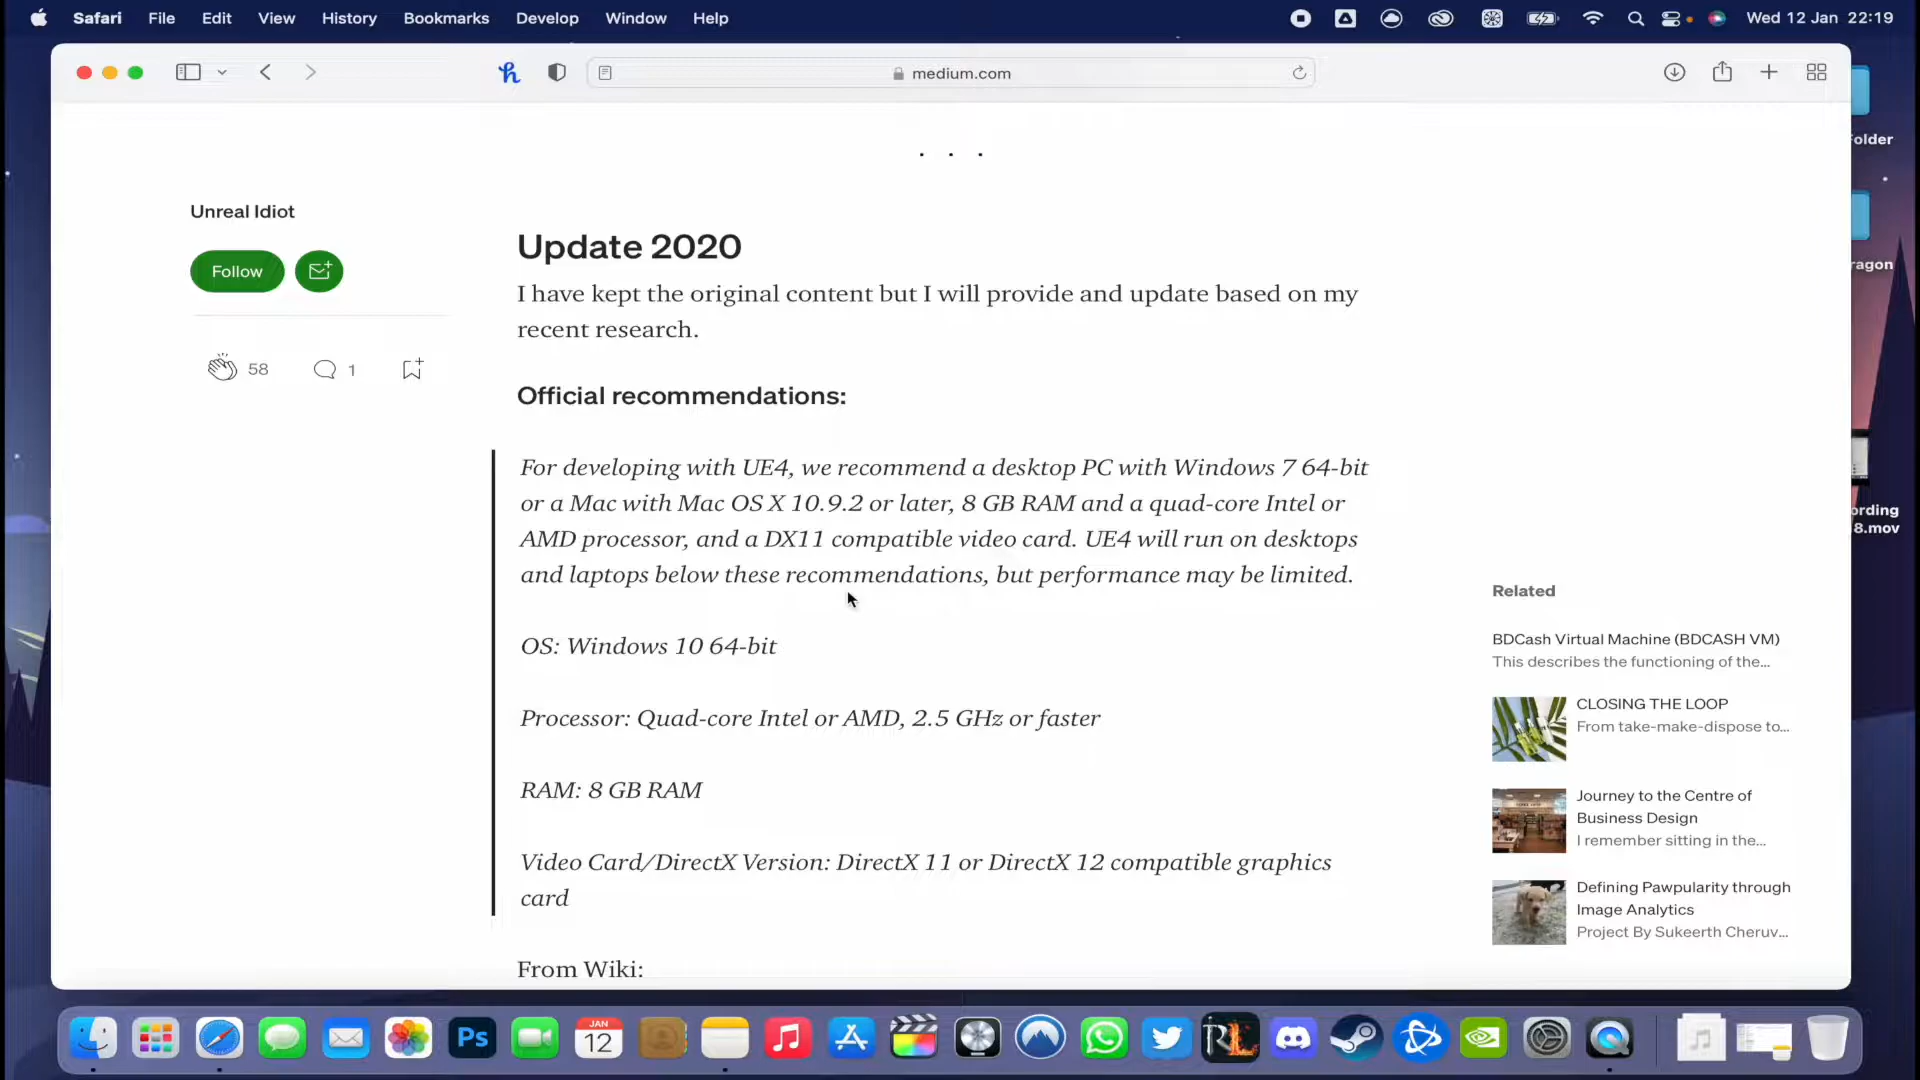 Safari File Edit View History Bookmarks Develop Window Help Wed 12 Jan 22:19
medium.com
. . .
Unreal Idiot
Follow
58 1
Update 2020
I have kept the original content but I will provide and update based on my
recent research.
Official recommendations:
For developing with UE4, we recommend a desktop PC with Windows 7 64-bit
or a Mac with Mac OS X 10.9.2 or later, 8 GB RAM and a quad-core Intel or
AMD processor, and a DX11 compatible video card. UE4 will run on desktops
and laptops below these recommendations, but performance may be limited.
OS: Windows 10 64-bit
Processor: Quad-core Intel or AMD, 2.5 GHz or faster
RAM: 8 GB RAM
Video Card/DirectX Version: DirectX 11 or DirectX 12 compatible graphics
card
From Wiki:
Related
BDCash Virtual Machine (BDCASH VM)
This describes the functioning of the...
CLOSING THE LOOP
From take-make-dispose to...
Journey to the Centre of
Business Design
I remember sitting in the...
Defining Pawpularity through
Image Analytics
Project By Sukeerth Cheruv...
older
ragon
ording
8.mov
Ps
JAN
12
RL